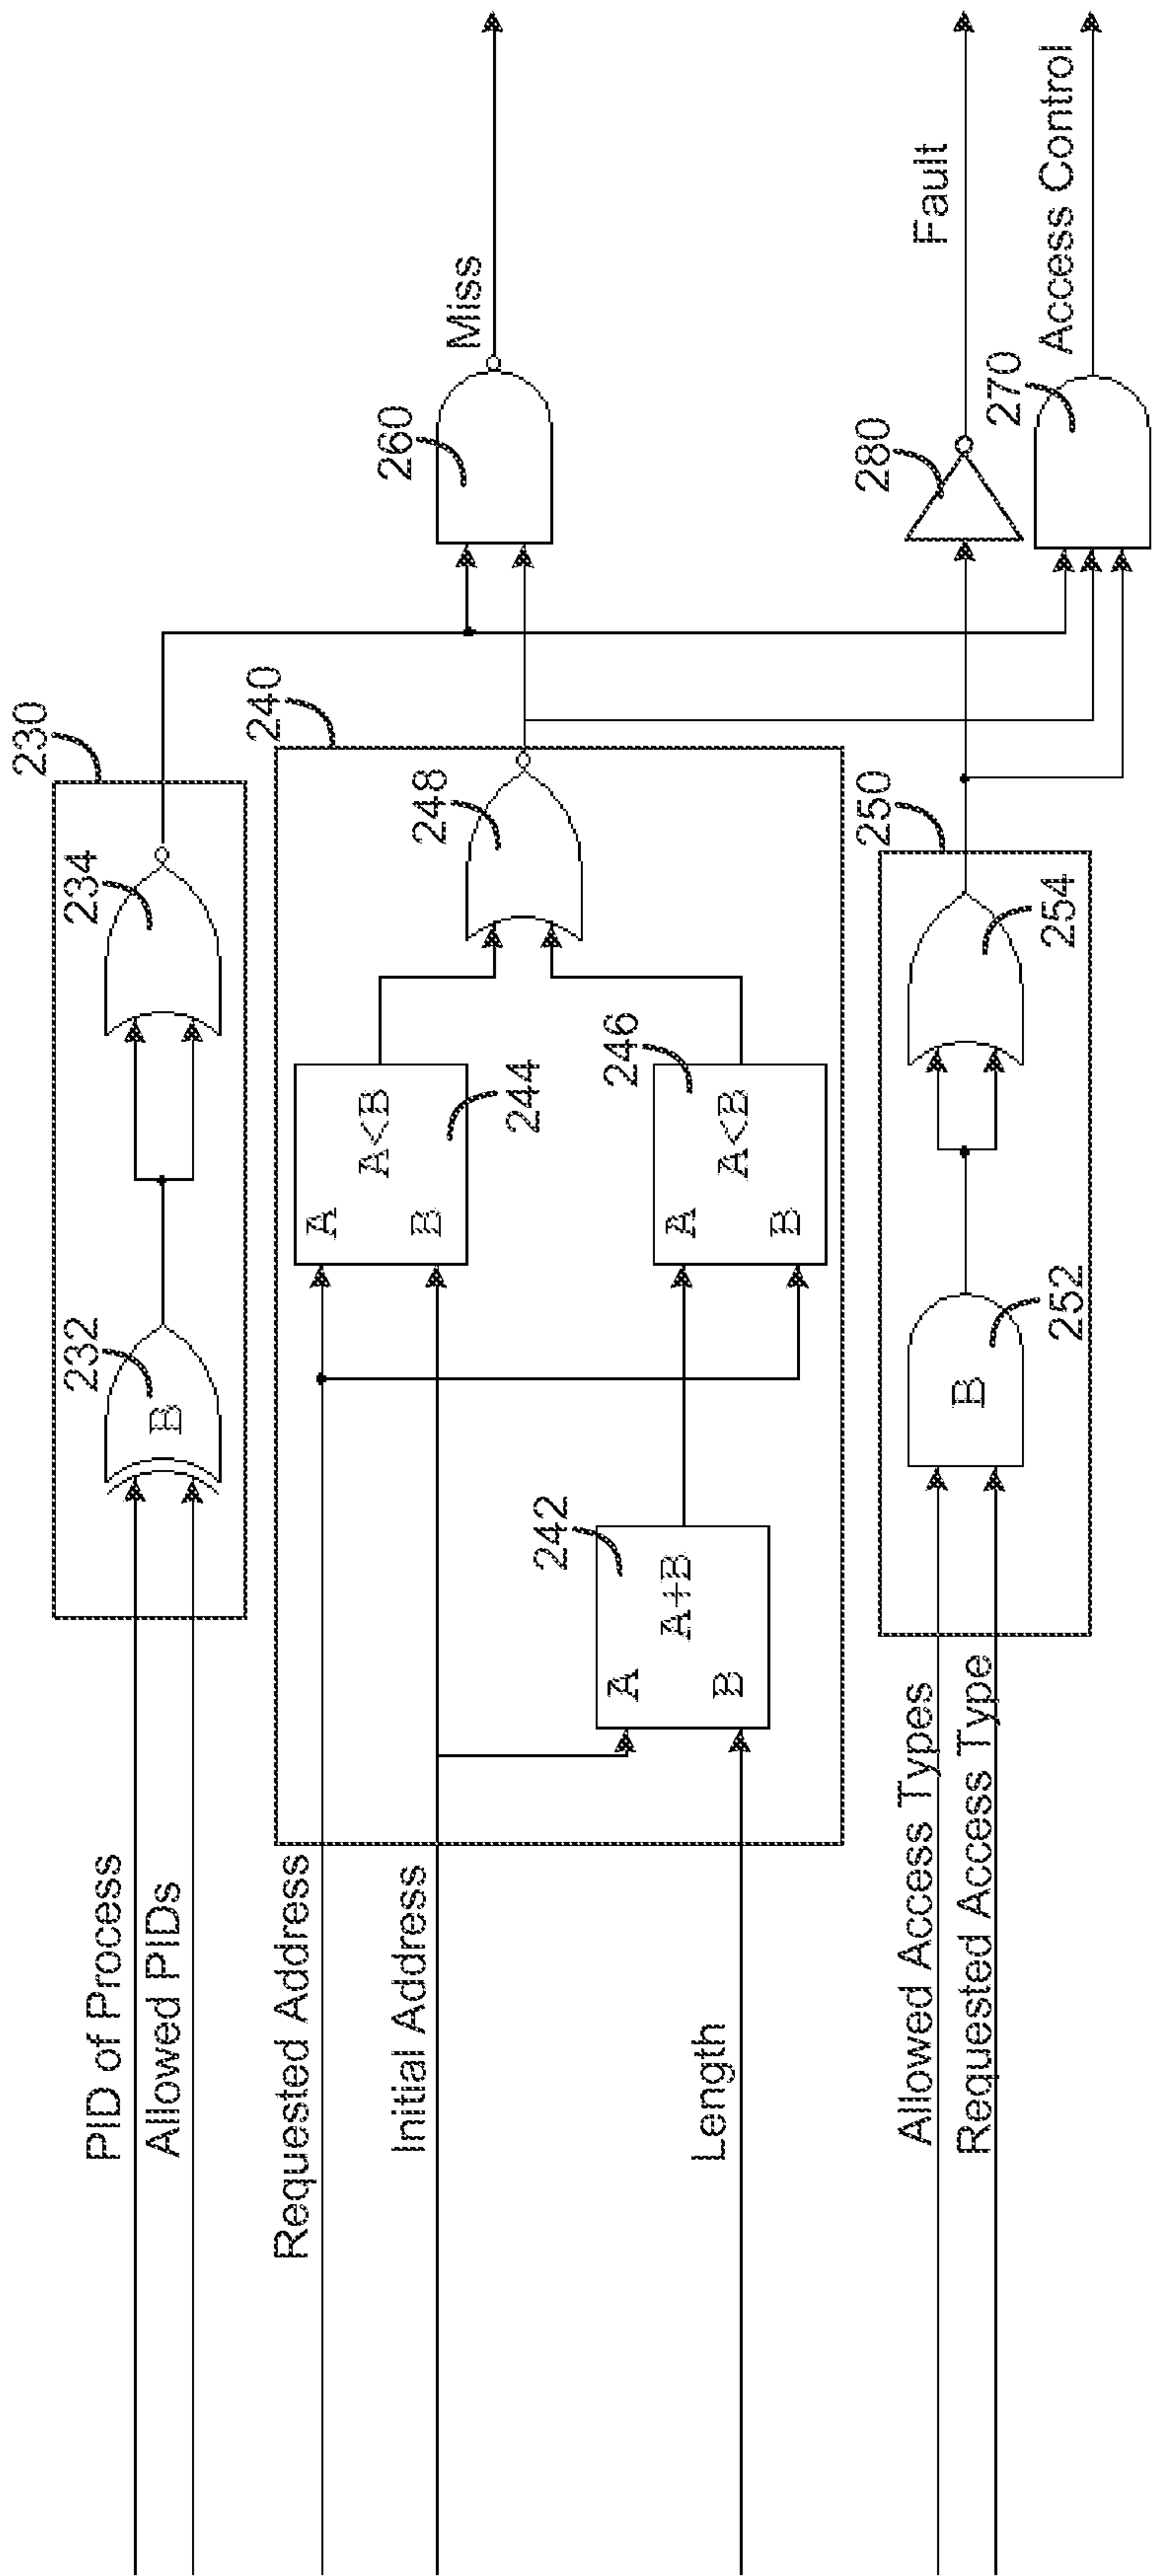 PID of Process
Allowed PIDs
Requested Address
Initial Address
Length
Allowed Access Types
Requested Access Type
230
232
B
234
240
242
A
B
A+B
244
A
B
A<B
246
A
B
A<B
248
250
252
B
254
260
Miss
280
Fault
270
Access Control